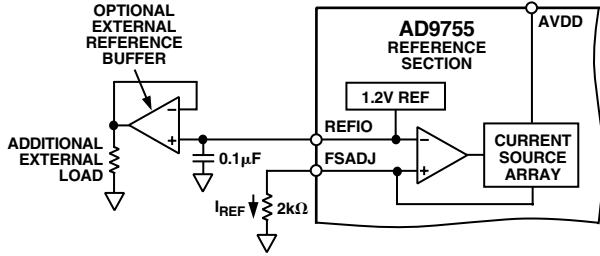 OPTIONAL
EXTERNAL
REFERENCE
BUFFER
ADDITIONAL
EXTERNAL
LOAD
−
+
0.1μF
IREF
2kΩ
REFIO
FSADJ
AD9755
REFERENCE
SECTION
1.2V REF
−
+
AVDD
CURRENT
SOURCE
ARRAY